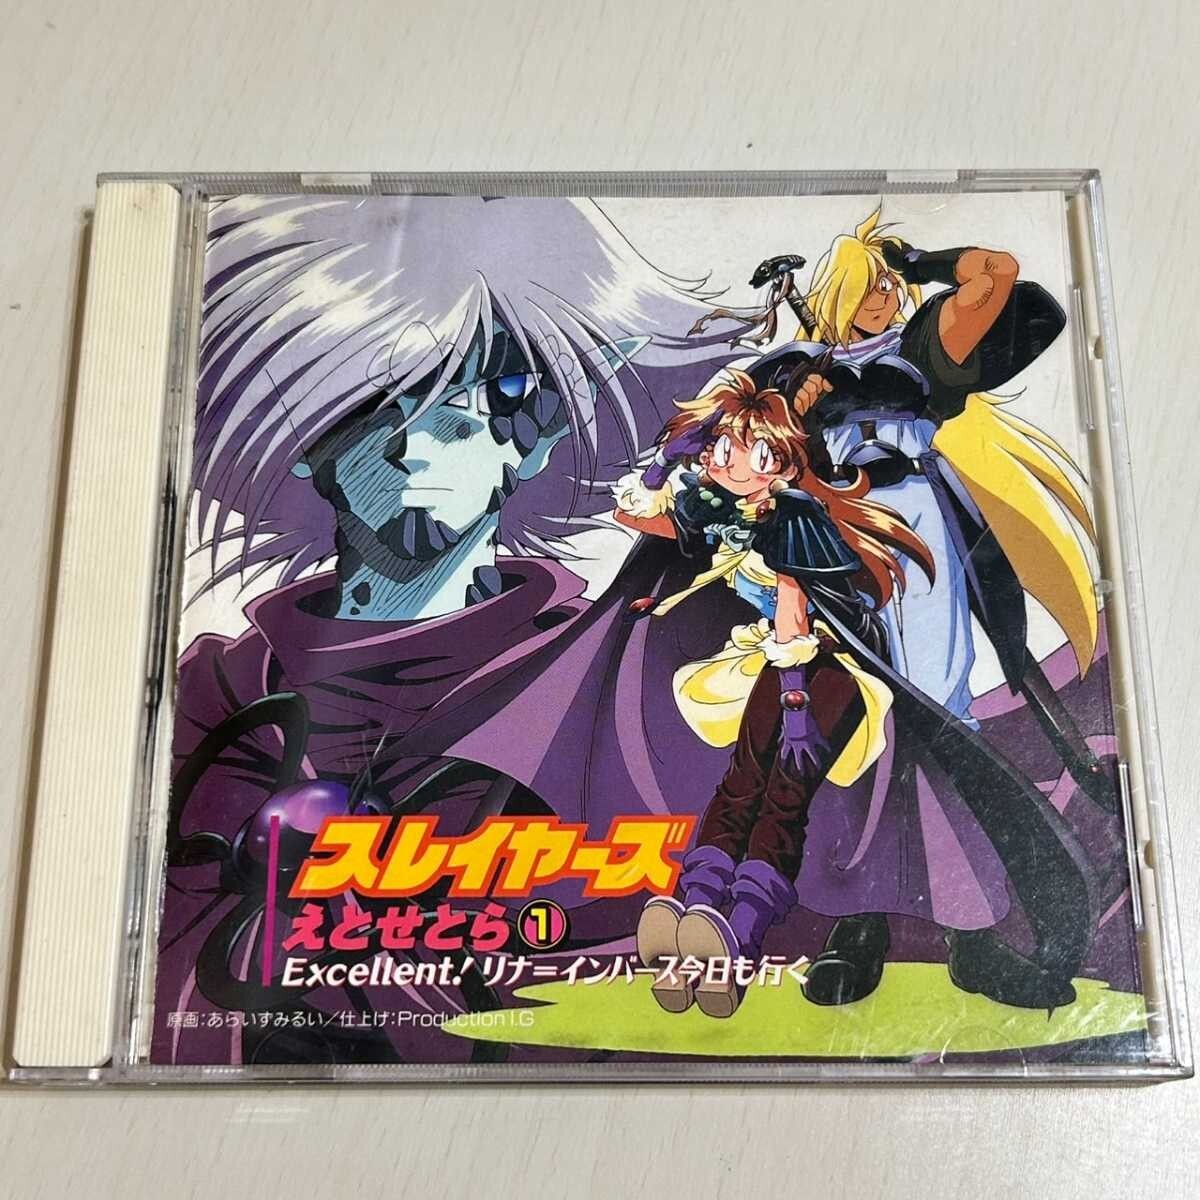 スレイヤーズ
えとせとら 1
Excellent! リナ＝インバース今日も行く
原画：あらいずみるい／仕上げ：Production I.G